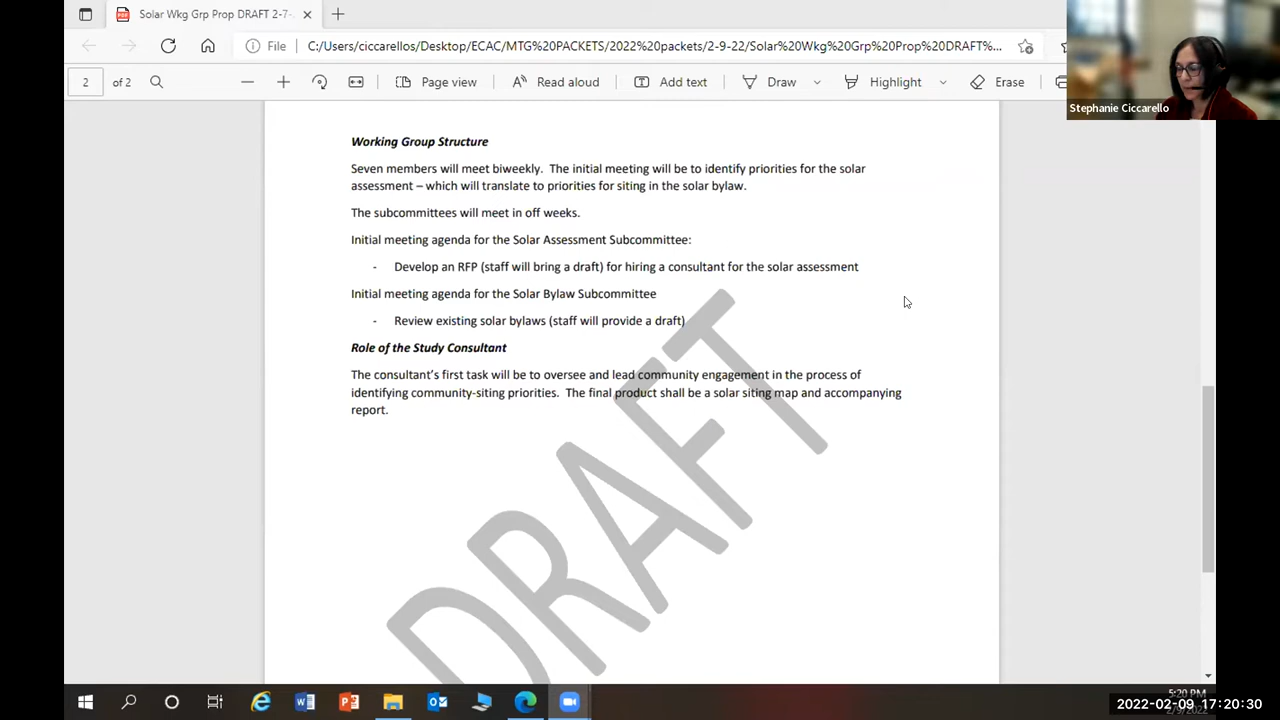 Solar Wkg Grp Prop DRAFT 2-7-
File
C:/Users/ciccarellos/Desktop/ECAC/MTG%20PACKETS/2022%20packets/2-9-22/Solar%20Wkg%20Grp%20Prop%20DRAFT%...
2 of 2
Page view
Read aloud
Add text
Draw
Highlight
Erase
Stephanie Ciccarello
Working Group Structure
Seven members will meet biweekly.  The initial meeting will be to identify priorities for the solar
assessment – which will translate to priorities for siting in the solar bylaw.
The subcommittees will meet in off weeks.
Initial meeting agenda for the Solar Assessment Subcommittee:
- Develop an RFP (staff will bring a draft) for hiring a consultant for the solar assessment
Initial meeting agenda for the Solar Bylaw Subcommittee
- Review existing solar bylaws (staff will provide a draft)
Role of the Study Consultant
The consultant's first task will be to oversee and lead community engagement in the process of
identifying community-siting priorities.  The final product shall be a solar siting map and accompanying
report.
DRAFT
5:20 PM
2022-02-09 17:20:30